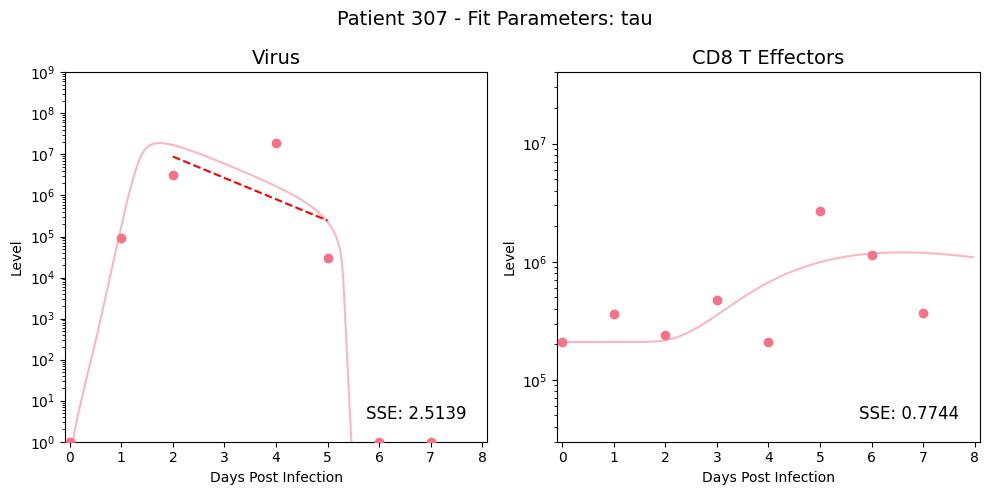 Patient 307 - Fit Parameters: tau
Virus
10⁹
10⁸
10⁷
10⁶
10⁵
10⁴
10³
10²
10¹
10⁰
Level
SSE: 2.5139
0 1 2 3 4 5 6 7 8
Days Post Infection
CD8 T Effectors
10⁷
10⁶
10⁵
Level
SSE: 0.7744
0 1 2 3 4 5 6 7 8
Days Post Infection